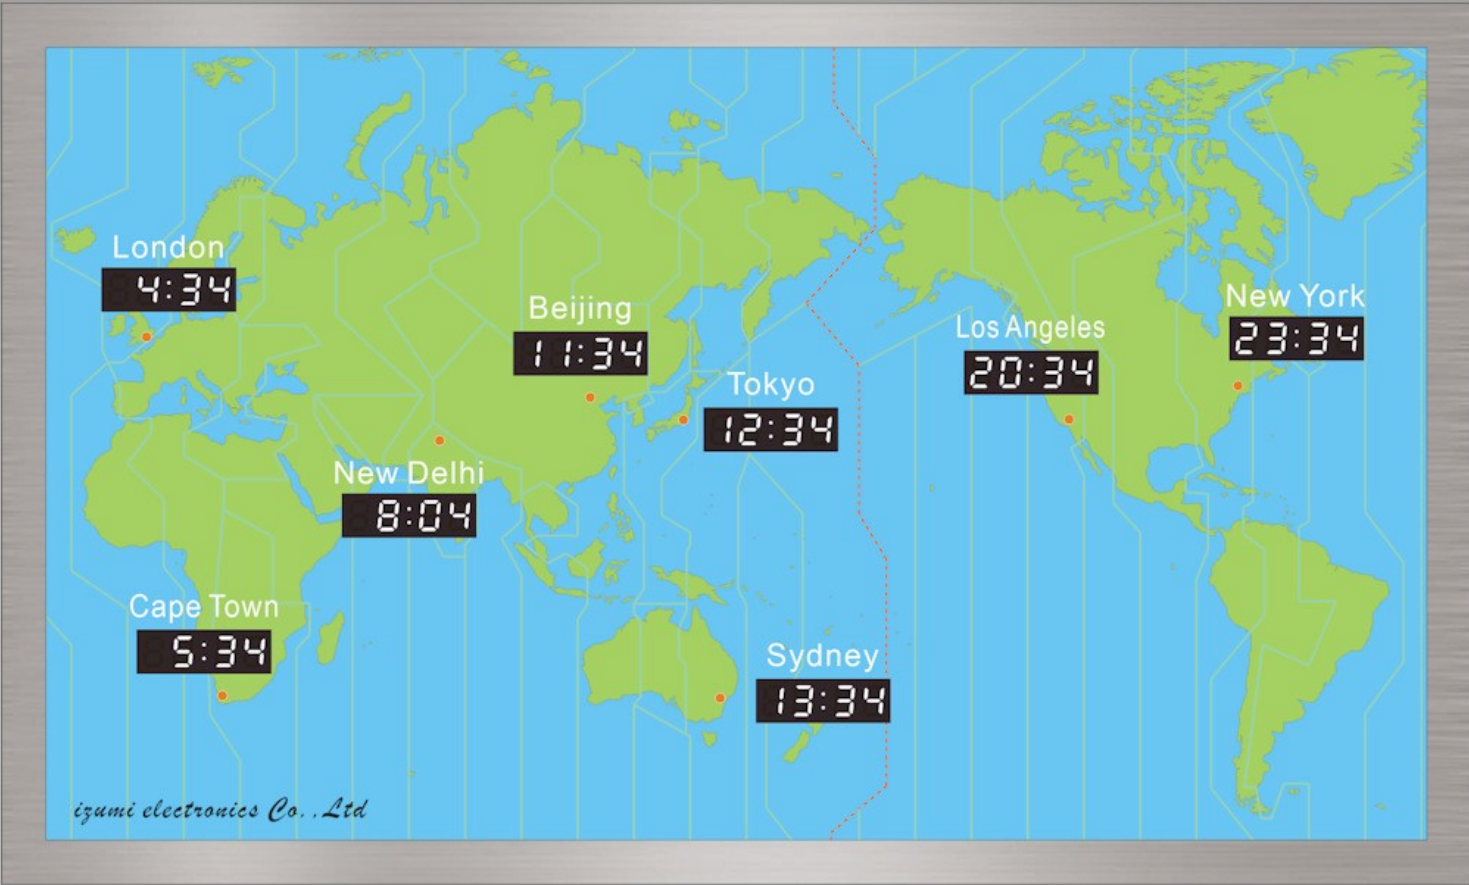 London
4:34
Beijing
11:34
New York
23:34
Los Angeles
20:34
Tokyo
12:34
New Delhi
8:04
Cape Town
5:34
Sydney
13:34
izumi electronics Co.,Ltd